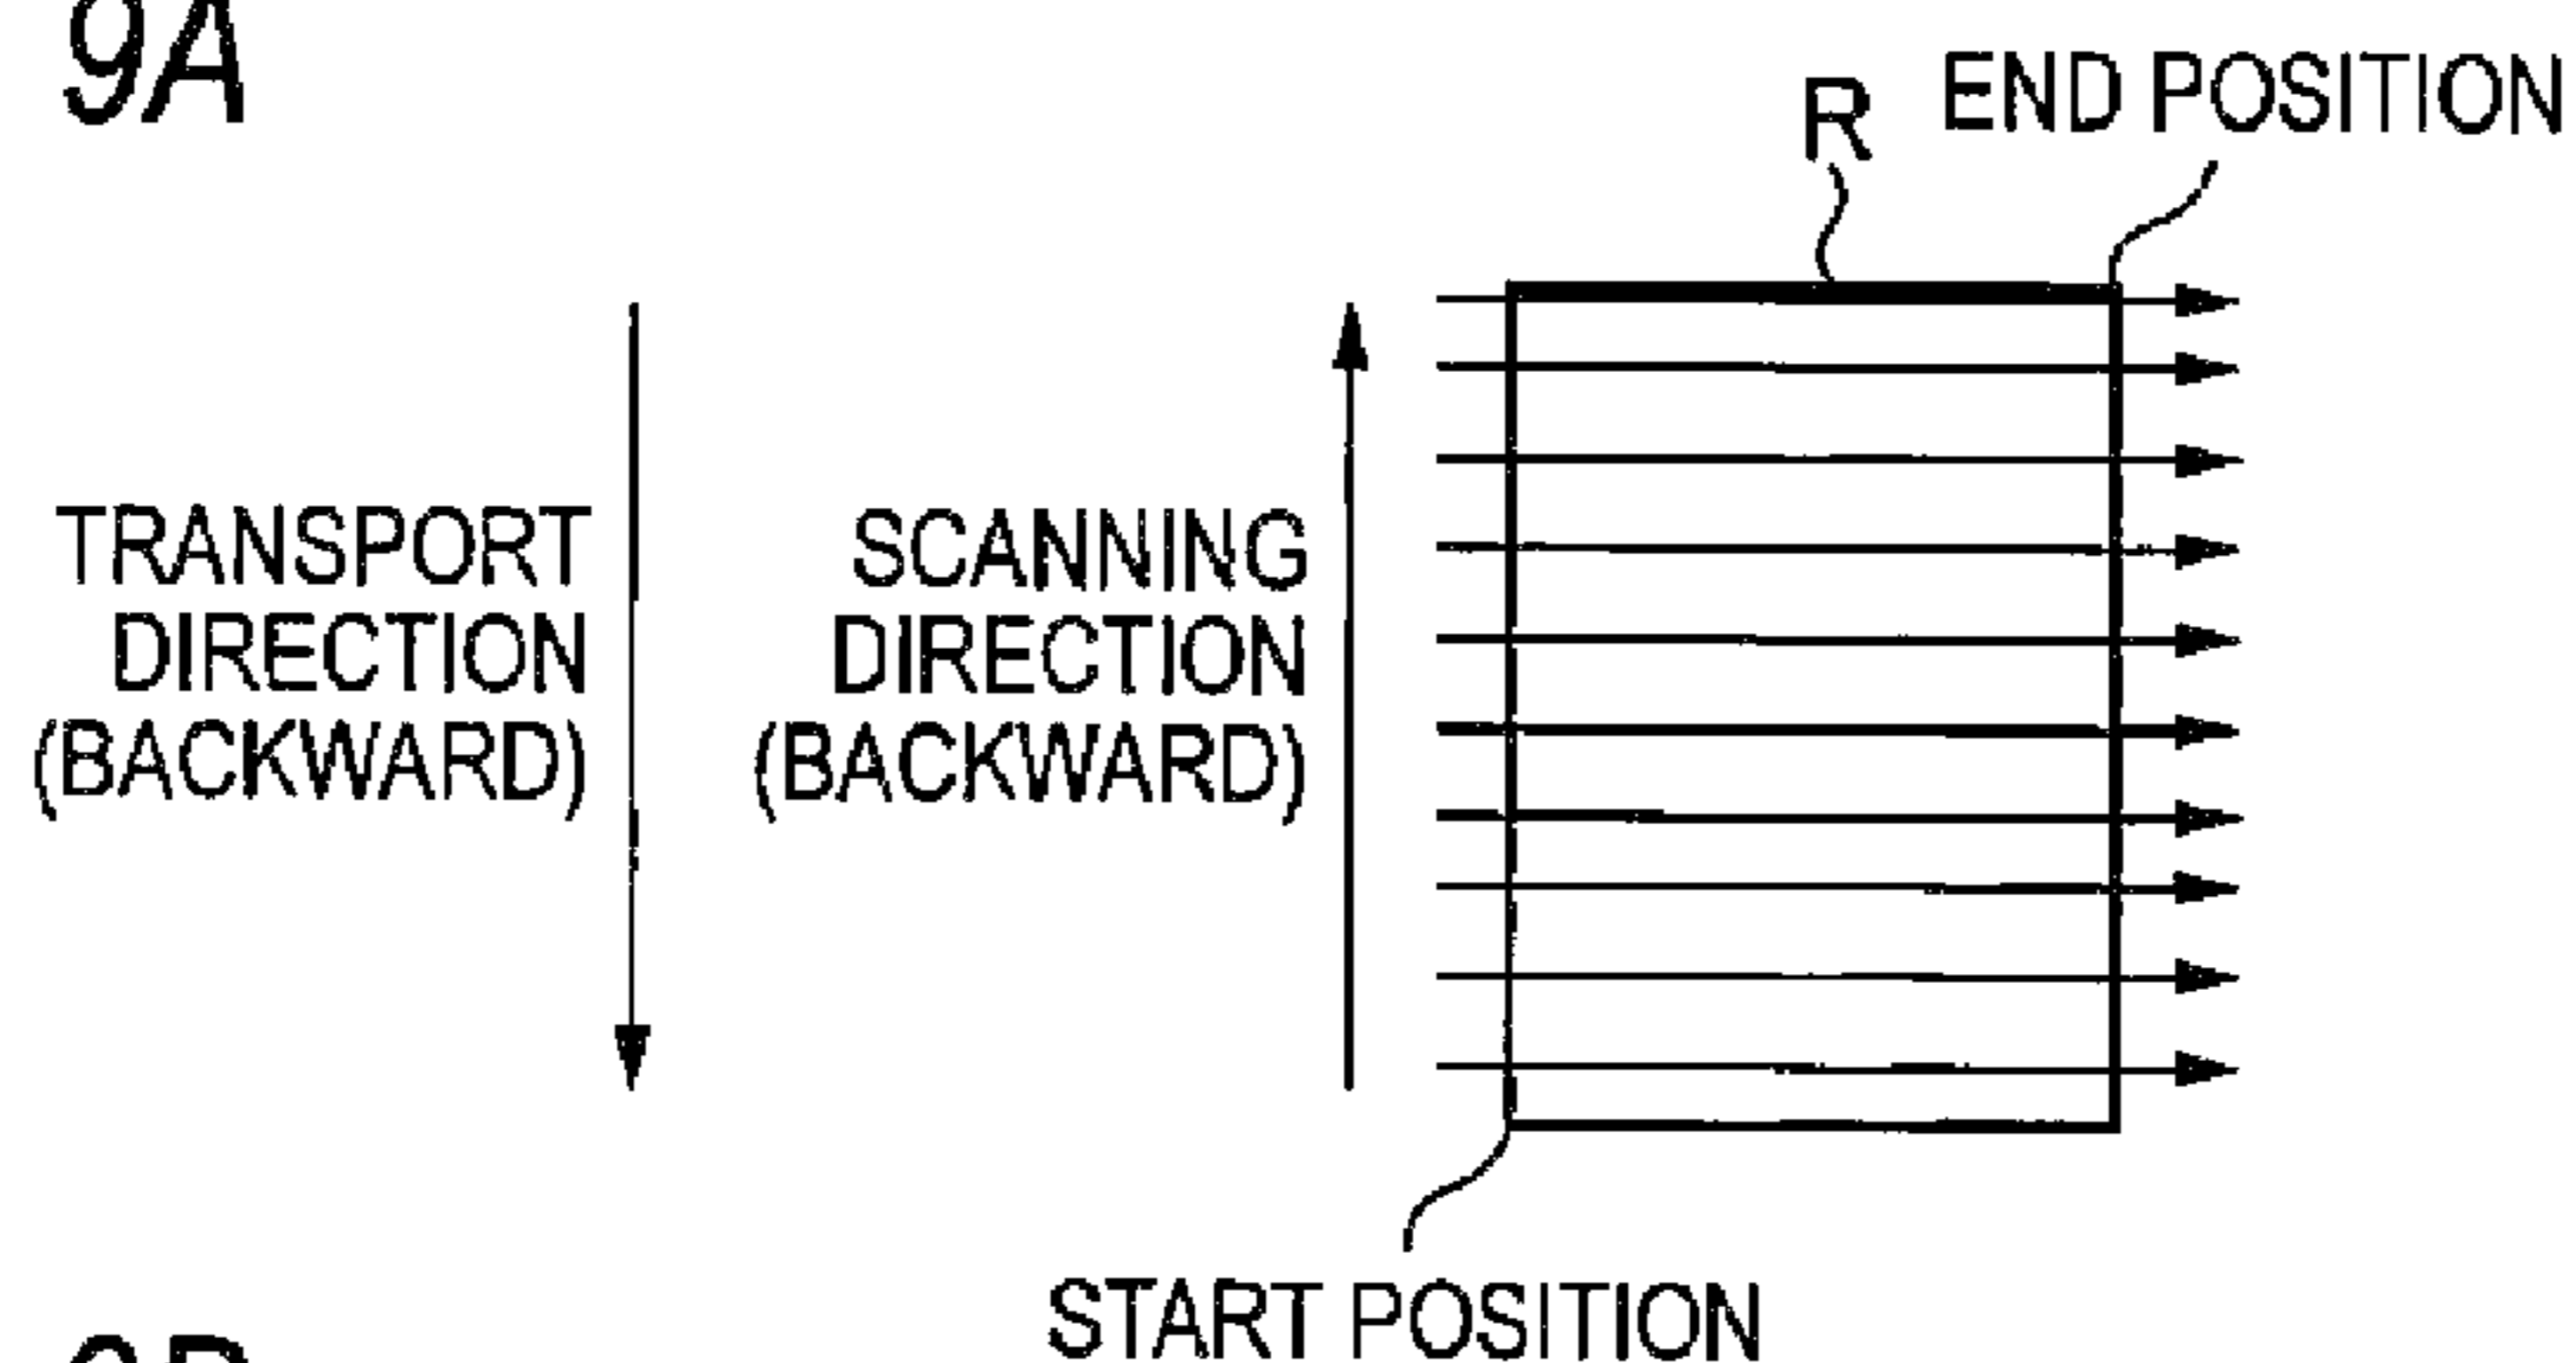 9A
R
END POSITION
TRANSPORT
DIRECTION
(BACKWARD)
SCANNING
DIRECTION
(BACKWARD)
START POSITION